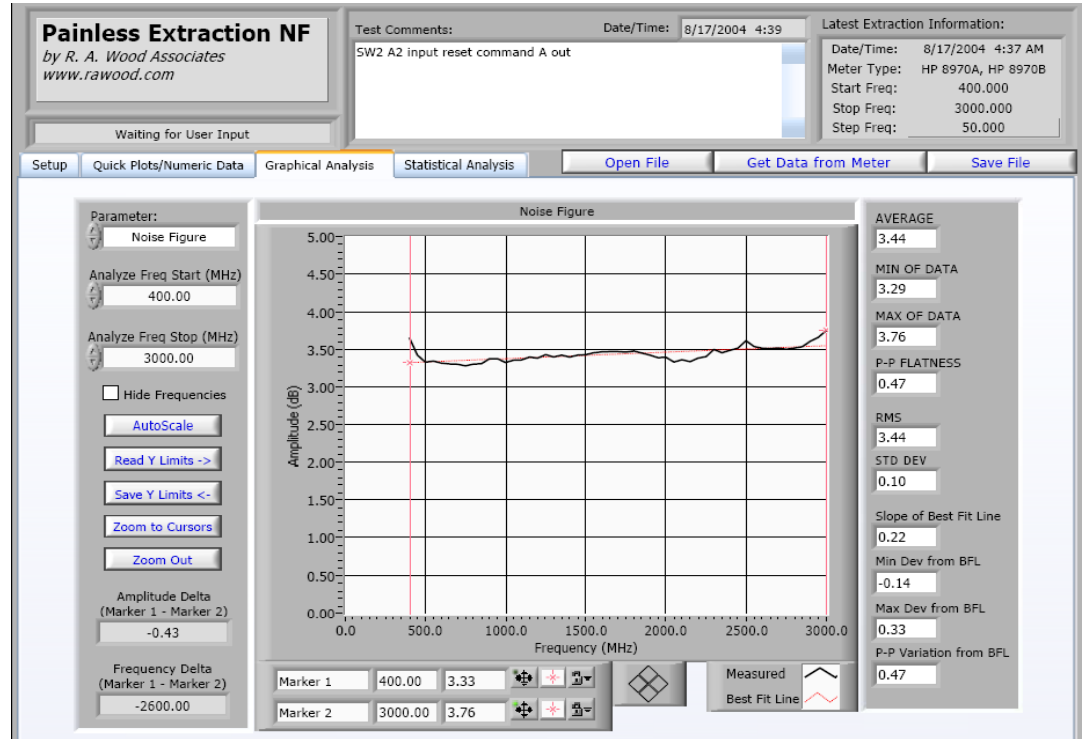 Painless Extraction NF
by R. A. Wood Associates
www.rawood.com
Waiting for User Input
Test Comments:
Date/Time: 8/17/2004 4:39
SW2 A2 input reset command A out
Latest Extraction Information:
Date/Time: 8/17/2004 4:37 AM
Meter Type: HP 8970A, HP 8970B
Start Freq: 400.000
Stop Freq: 3000.000
Step Freq: 50.000
Setup
Quick Plots/Numeric Data
Graphical Analysis
Statistical Analysis
Open File
Get Data from Meter
Save File
Parameter:
Noise Figure
Analyze Freq Start (MHz)
400.00
Analyze Freq Stop (MHz)
3000.00
Hide Frequencies
AutoScale
Read Y Limits ->
Save Y Limits <-
Zoom to Cursors
Zoom Out
Amplitude Delta
(Marker 1 - Marker 2)
-0.43
Frequency Delta
(Marker 1 - Marker 2)
-2600.00
Noise Figure
5.00
4.50
4.00
3.50
3.00
2.50
2.00
1.50
1.00
0.50
0.00
Amplitude (dB)
0.0 500.0 1000.0 1500.0 2000.0 2500.0 3000.0
Frequency (MHz)
Marker 1 400.00 3.33
Marker 2 3000.00 3.76
Measured
Best Fit Line
AVERAGE
3.44
MIN OF DATA
3.29
MAX OF DATA
3.76
P-P FLATNESS
0.47
RMS
3.44
STD DEV
0.10
Slope of Best Fit Line
0.22
Min Dev from BFL
-0.14
Max Dev from BFL
0.33
P-P Variation from BFL
0.47